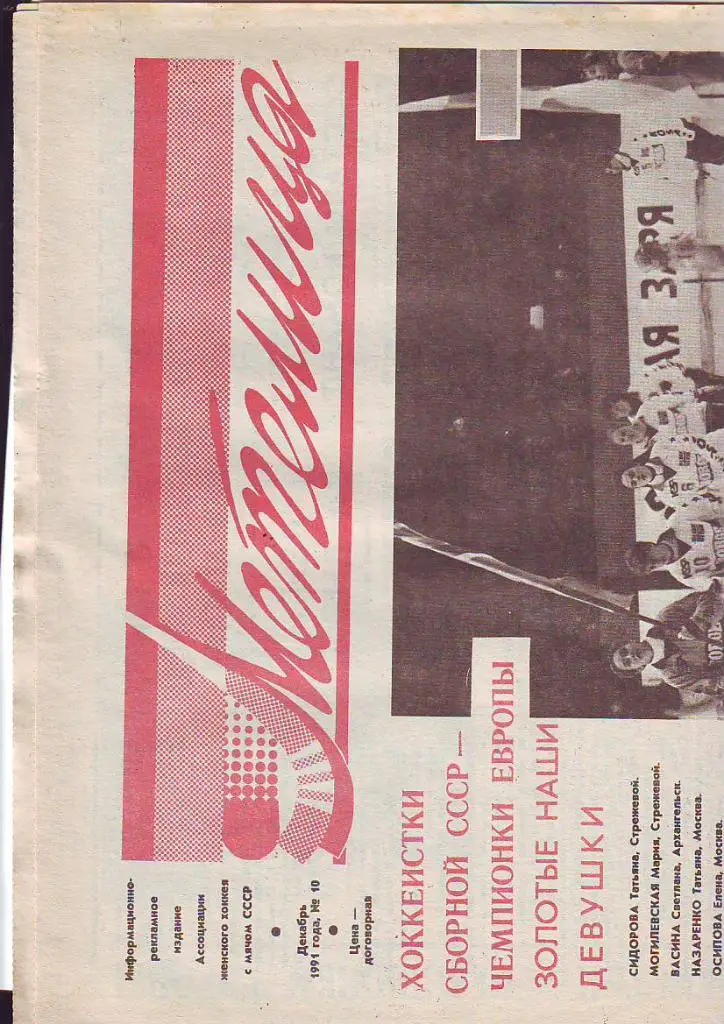 Информационно-
рекламное
издание
Ассоциации
женского хоккея
с мячом СССР
Декабрь
1991 года, № 10
Цена —
договорная
Метелица
ХОККЕИСТКИ
СБОРНОЙ СССР —
ЧЕМПИОНКИ ЕВРОПЫ
ЗОЛОТЫЕ НАШИ
ДЕВУШКИ
СИДОРОВА Татьяна, Стрежевой.
МОГИЛЕВСКАЯ Мария, Стрежевой.
ВАСИНА Светлана, Архангельск.
НАЗАРЕНКО Татьяна, Москва.
ОСИПОВА Елена, Москва.